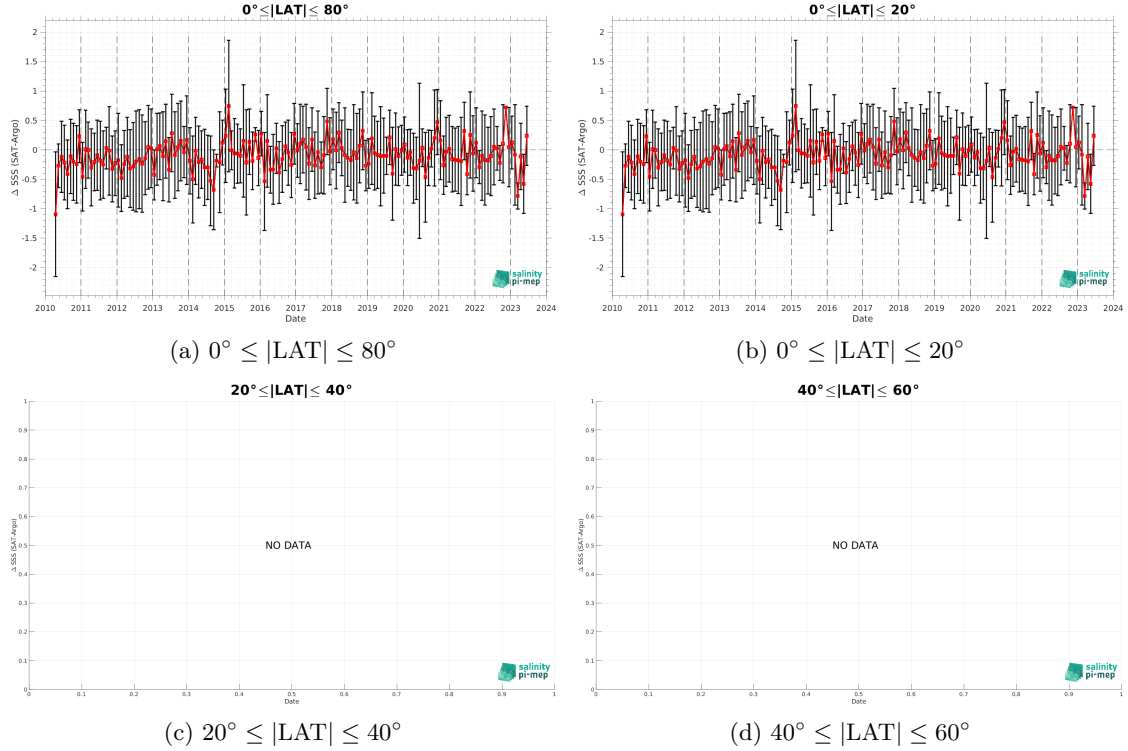 0°≤|LAT|≤ 80°
Δ SSS (SAT-Argo)
2
1.5
1
0.5
0
-0.5
-1
-1.5
-2
2010 2011 2012 2013 2014 2015 2016 2017 2018 2019 2020 2021 2022 2023 2024
Date
salinity
pi-mep
(a) 0° ≤ |LAT| ≤ 80°
0°≤|LAT|≤ 20°
Δ SSS (SAT-Argo)
2
1.5
1
0.5
0
-0.5
-1
-1.5
-2
2010 2011 2012 2013 2014 2015 2016 2017 2018 2019 2020 2021 2022 2023 2024
Date
salinity
pi-mep
(b) 0° ≤ |LAT| ≤ 20°
20°≤|LAT|≤ 40°
Δ SSS (SAT-Argo)
1
0.9
0.8
0.7
0.6
0.5
0.4
0.3
0.2
0.1
0
NO DATA
0 0.1 0.2 0.3 0.4 0.5 0.6 0.7 0.8 0.9 1
Date
salinity
pi-mep
(c) 20° ≤ |LAT| ≤ 40°
40°≤|LAT|≤ 60°
Δ SSS (SAT-Argo)
1
0.9
0.8
0.7
0.6
0.5
0.4
0.3
0.2
0.1
0
NO DATA
0 0.1 0.2 0.3 0.4 0.5 0.6 0.7 0.8 0.9 1
Date
salinity
pi-mep
(d) 40° ≤ |LAT| ≤ 60°